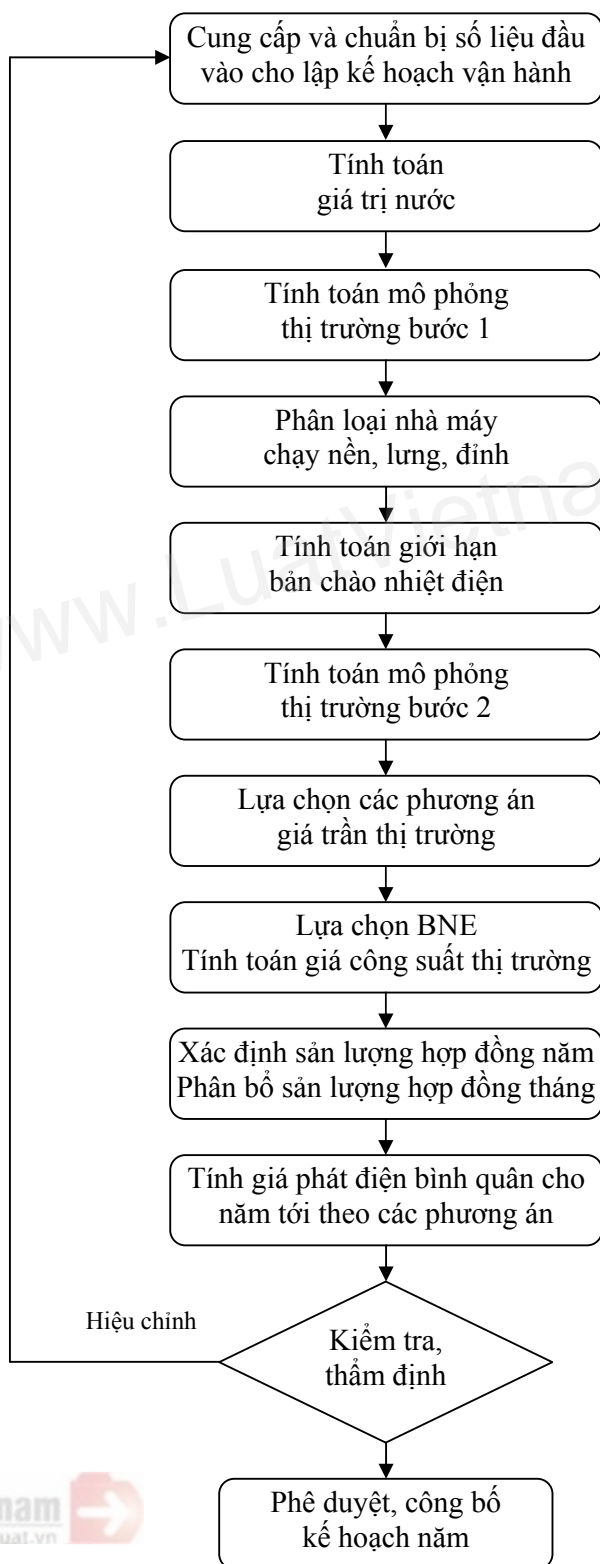 Cung cấp và chuẩn bị số liệu đầu
vào cho lập kế hoạch vận hành
Tính toán
giá trị nước
Tính toán mô phỏng
thị trường bước 1
Phân loại nhà máy
chạy nền, lưng, đỉnh
www.LuatVietna
Tính toán giới hạn
bản chào nhiệt điện
Tính toán mô phỏng
thị trường bước 2
Lựa chọn các phương án
giá trần thị trường
Lựa chọn BNE
Tính toán giá công suất thị trường
Xác định sản lượng hợp đồng năm
Phân bổ sản lượng hợp đồng tháng
Tính giá phát điện bình quân cho
năm tới theo các phương án
Hiệu chỉnh
Kiểm tra,
thẩm định
Phê duyệt, công bố
kế hoạch năm
nam
uat.vn